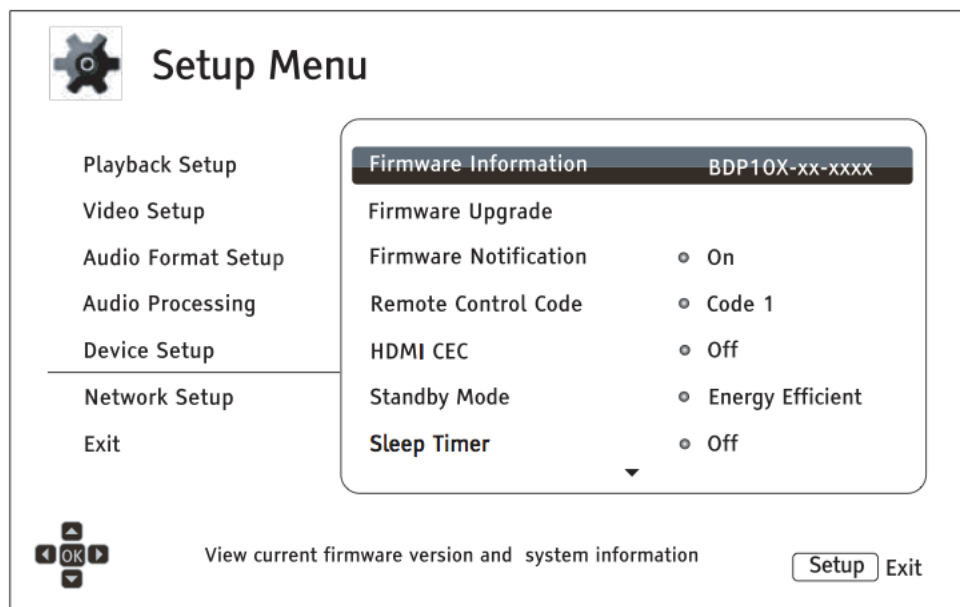 Setup Menu
Playback Setup
Video Setup
Audio Format Setup
Audio Processing
Device Setup
Network Setup
Exit
Firmware Information BDP10X-xx-xxxx
Firmware Upgrade
Firmware Notification On
Remote Control Code Code 1
HDMI CEC Off
Standby Mode Energy Efficient
Sleep Timer Off
OK
View current firmware version and system information
Setup Exit